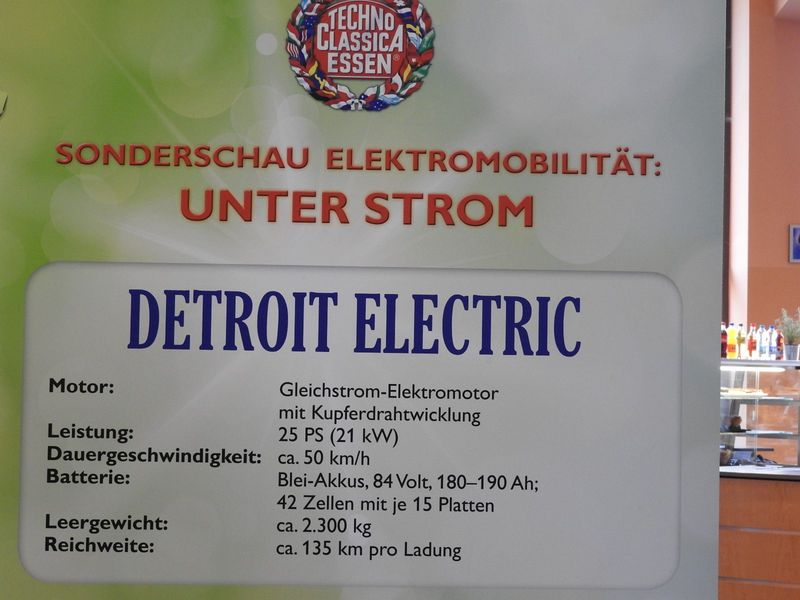 TECHNO
CLASSICA
ESSEN®
SONDERSCHAU ELEKTROMOBILITÄT:
UNTER STROM
DETROIT ELECTRIC
Motor: Gleichstrom-Elektromotor
mit Kupferdrahtwicklung
Leistung: 25 PS (21 kW)
Dauergeschwindigkeit: ca. 50 km/h
Batterie: Blei-Akkus, 84 Volt, 180–190 Ah;
42 Zellen mit je 15 Platten
Leergewicht: ca. 2.300 kg
Reichweite: ca. 135 km pro Ladung